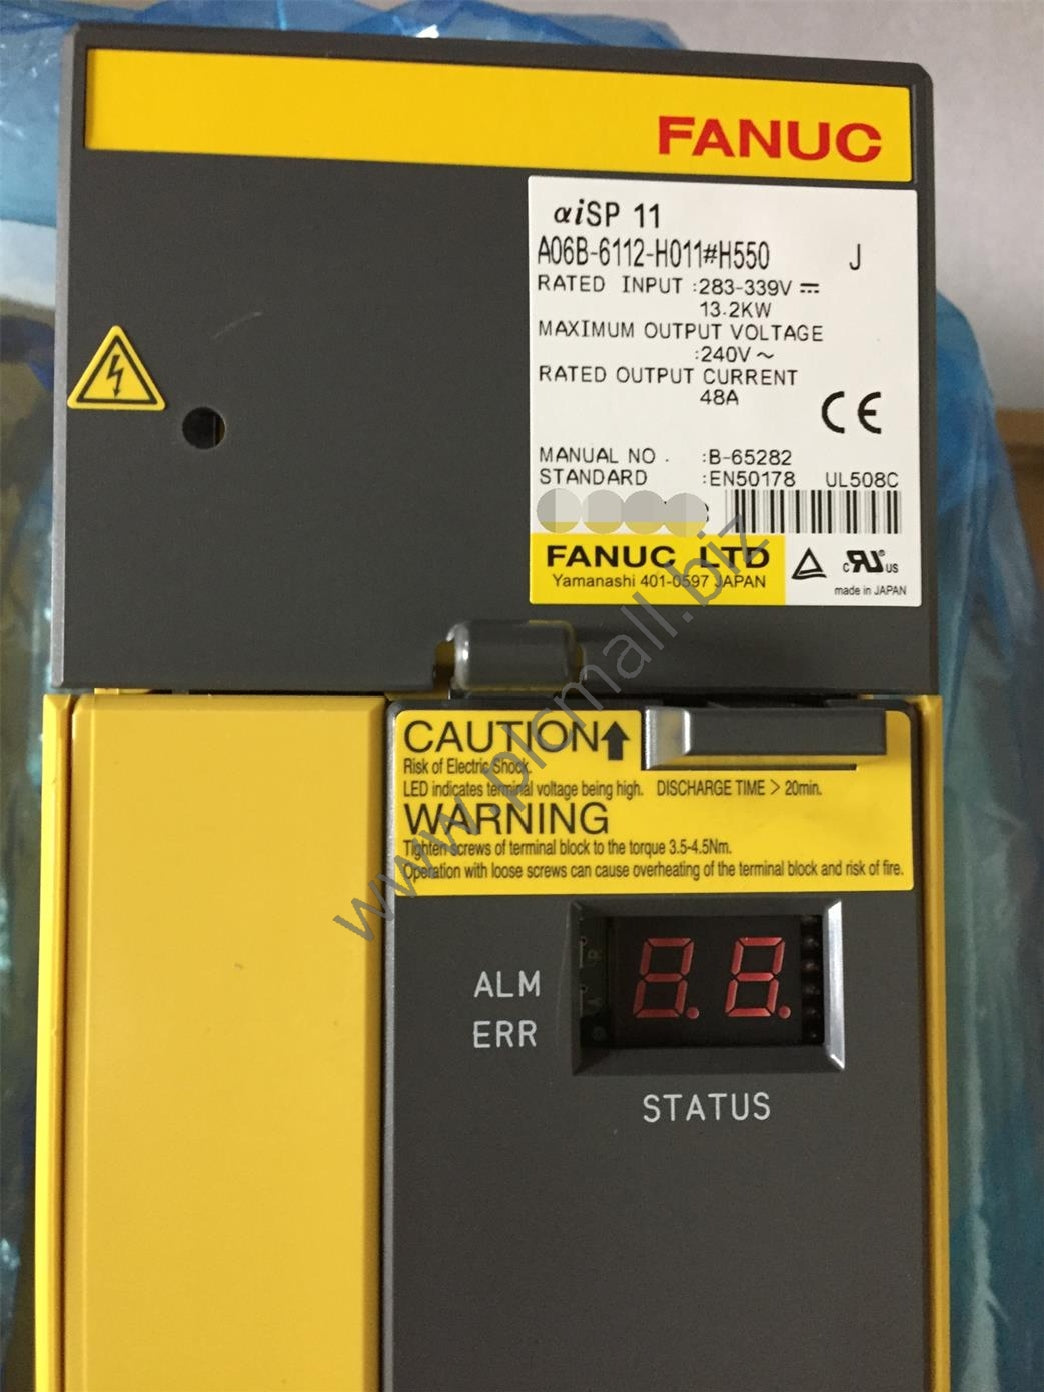 FANUC
αiSP 11
A06B-6112-H011#H550 J
RATED INPUT :283-339V ⎓
13.2KW
MAXIMUM OUTPUT VOLTAGE
:240V ~
RATED OUTPUT CURRENT
48A
CE
MANUAL NO. :B-65282
STANDARD :EN50178 UL508C
FANUC LTD
Yamanashi 401-0597 JAPAN
c RU US
made in JAPAN
CAUTION
Risk of Electric Shock.
LED indicates terminal voltage being high. DISCHARGE TIME > 20min.
WARNING
Tighten screws of terminal block to the torque 3.5-4.5Nm.
Operation with loose screws can cause overheating of the terminal block and risk of fire.
ALM
ERR
8.8.
STATUS
www.plcmall.biz